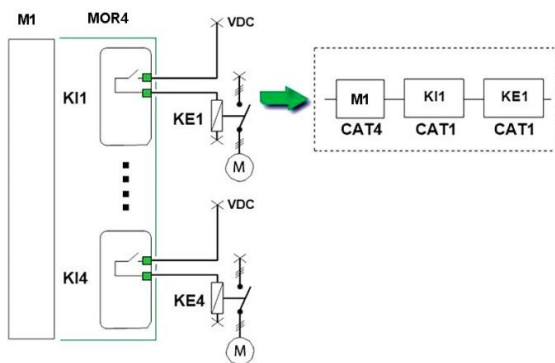 M1 MOR4
VDC
KI1
KE1
M
VDC
KI4
KE4
M
M1 KI1 KE1
CAT4 CAT1 CAT1